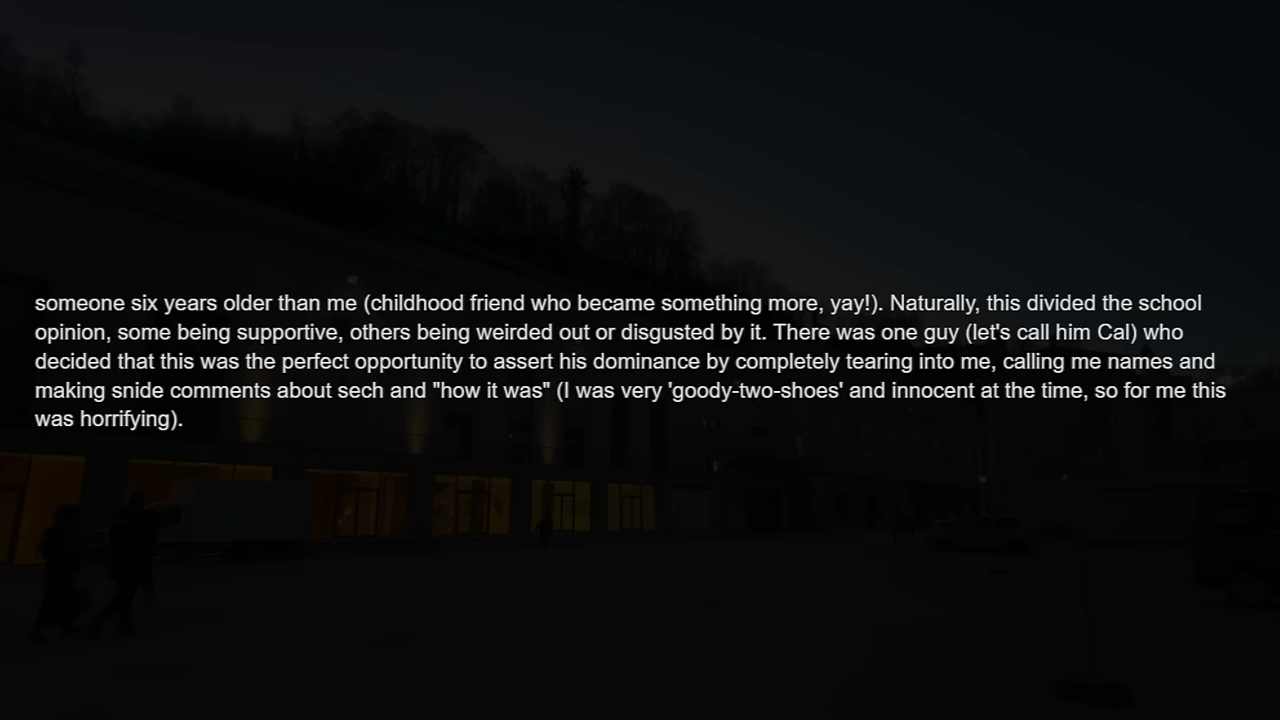 someone six years older than me (childhood friend who became something more, yay!). Naturally, this divided the school
opinion, some being supportive, others being weirded out or disgusted by it. There was one guy (let's call him Cal) who
decided that this was the perfect opportunity to assert his dominance by completely tearing into me, calling me names and
making snide comments about sech and "how it was" (I was very 'goody-two-shoes' and innocent at the time, so for me this
was horrifying).